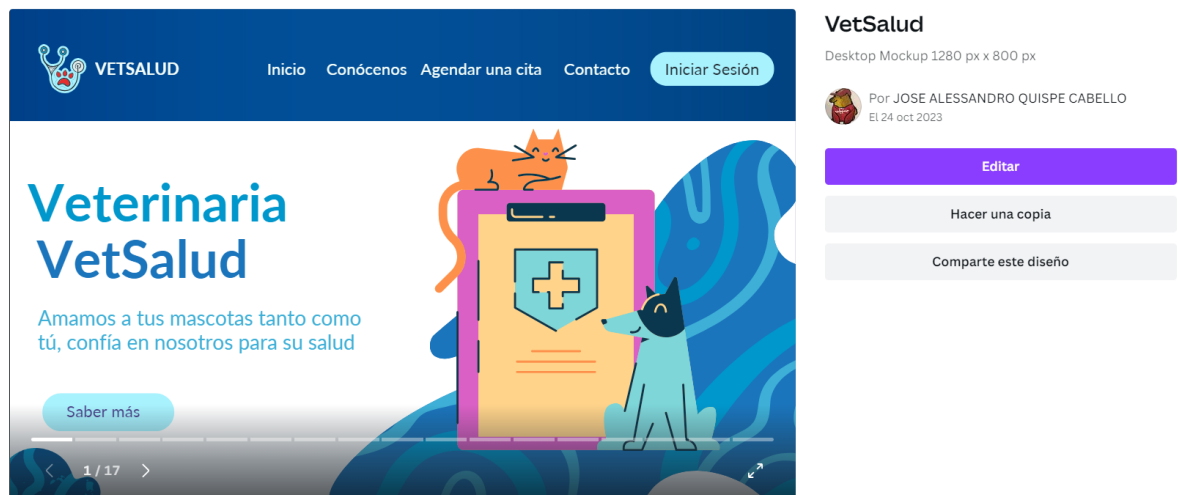 VETSALUD
Inicio Conócenos Agendar una cita Contacto Iniciar Sesión
Veterinaria
VetSalud
Amamos a tus mascotas tanto como
tú, confía en nosotros para su salud
Saber más
1 / 17
VetSalud
Desktop Mockup 1280 px x 800 px
Por JOSE ALESSANDRO QUISPE CABELLO
El 24 oct 2023
Editar
Hacer una copia
Comparte este diseño